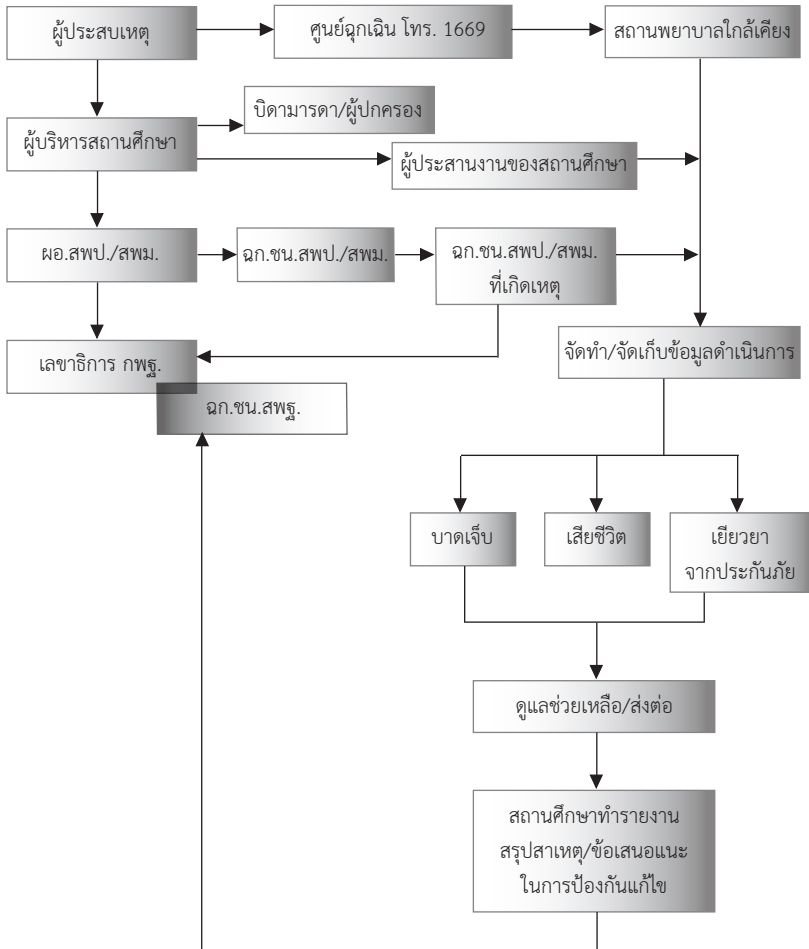 ผู้ประสบเหตุ
ศูนย์ฉุกเฉิน โทร. 1669
สถานพยาบาลใกล้เคียง
บิดามารดา/ผู้ปกครอง
ผู้บริหารสถานศึกษา
ผู้ประสานงานของสถานศึกษา
ผอ.สพป./สพม.
ฉก.ชน.สพป./สพม.
ฉก.ชน.สพป./สพม.
ที่เกิดเหตุ
เลขาธิการ กพฐ.
จัดทำ/จัดเก็บข้อมูลดำเนินการ
ฉก.ชน.สพฐ.
บาดเจ็บ
เสียชีวิต
เยียวยา
จากประกันภัย
ดูแลช่วยเหลือ/ส่งต่อ
สถานศึกษาทำรายงาน
สรุปสาเหตุ/ข้อเสนอแนะ
ในการป้องกันแก้ไข